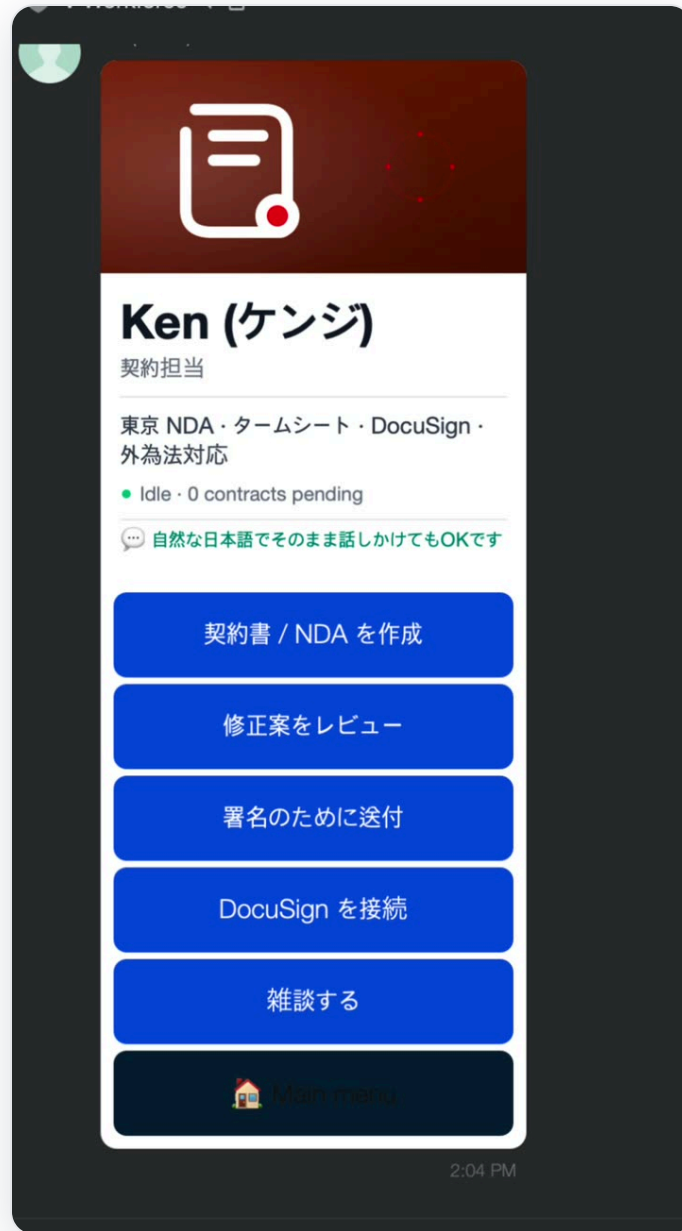 Ken (ケンジ)
契約担当
東京 NDA · タームシート · DocuSign ·
外為法対応
Idle · 0 contracts pending
💬 自然な日本語でそのまま話しかけてもOKです
契約書 / NDA を作成
修正案をレビュー
署名のために送付
DocuSign を接続
雑談する
🏠 Main menu
2:04 PM